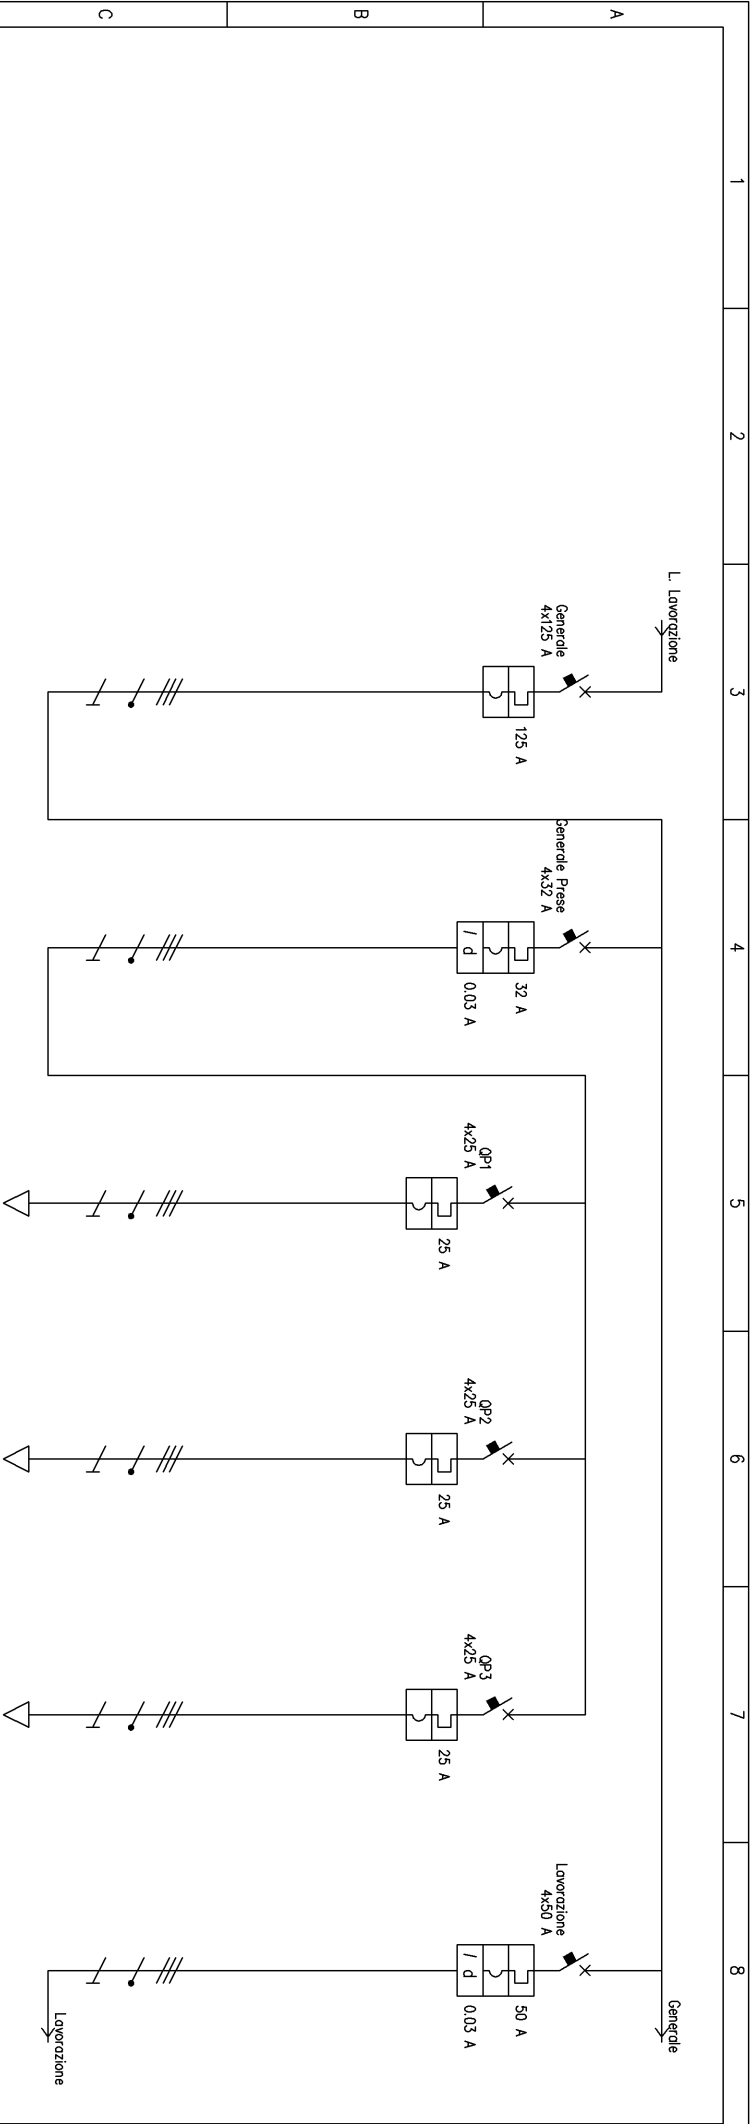 1
2
3
4
5
6
7
8
A
B
C
L. Lavorazione
Generale
4x125 A
125 A
Generale Prese
4x32 A
32 A
0.03 A
I d
QP1
4x25 A
25 A
QP2
4x25 A
25 A
QP3
4x25 A
25 A
Lavorazione
4x50 A
50 A
0.03 A
I d
Generale
Lavorazione